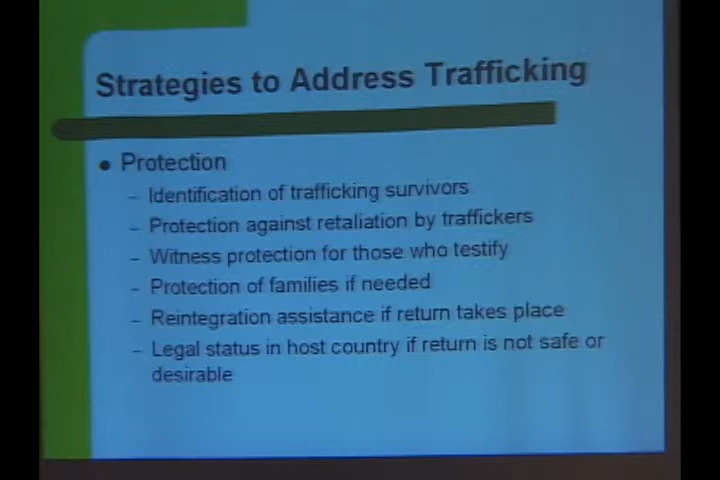 Strategies to Address Trafficking
● Protection
– Identification of trafficking survivors
– Protection against retaliation by traffickers
– Witness protection for those who testify
– Protection of families if needed
– Reintegration assistance if return takes place
– Legal status in host country if return is not safe or
desirable